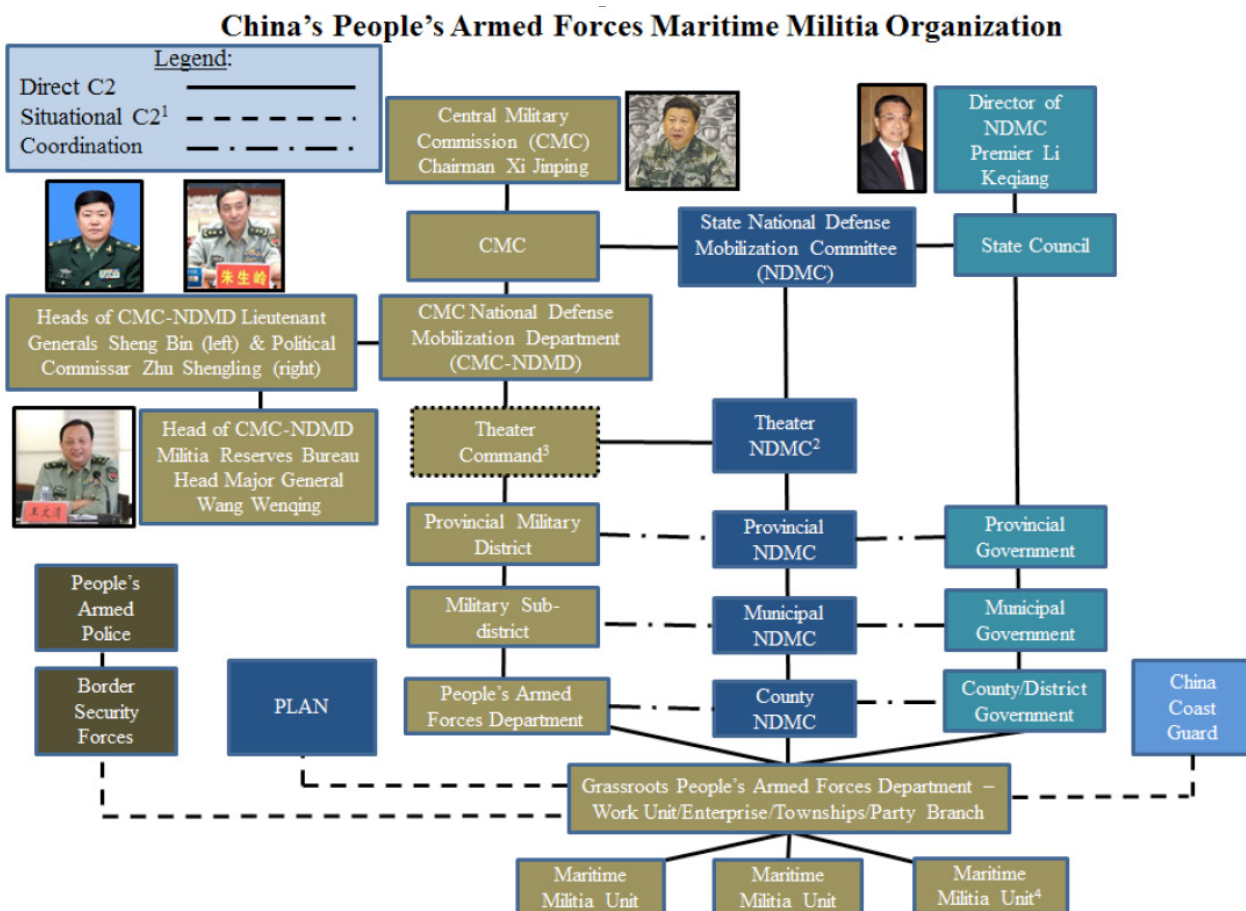 China's People's Armed Forces Maritime Militia Organization
Legend:
Direct C2
Situational C2¹
Coordination
Central Military
Commission (CMC)
Chairman Xi Jinping
Director of
NDMC
Premier Li
Keqiang
朱生岭
CMC
State National Defense
Mobilization Committee
(NDMC)
State Council
Heads of CMC-NDMD Lieutenant
Generals Sheng Bin (left) & Political
Commissar Zhu Shengling (right)
CMC National Defense
Mobilization Department
(CMC-NDMD)
王文清
Head of CMC-NDMD
Militia Reserves Bureau
Head Major General
Wang Wenqing
Theater
Command³
Theater
NDMC²
Provincial Military
District
Provincial
NDMC
Provincial
Government
People's
Armed
Police
Military Sub-
district
Municipal
NDMC
Municipal
Government
Border
Security
Forces
PLAN
People's Armed
Forces Department
County
NDMC
County/District
Government
China
Coast
Guard
Grassroots People's Armed Forces Department –
Work Unit/Enterprise/Townships/Party Branch
Maritime
Militia Unit
Maritime
Militia Unit
Maritime
Militia Unit⁴